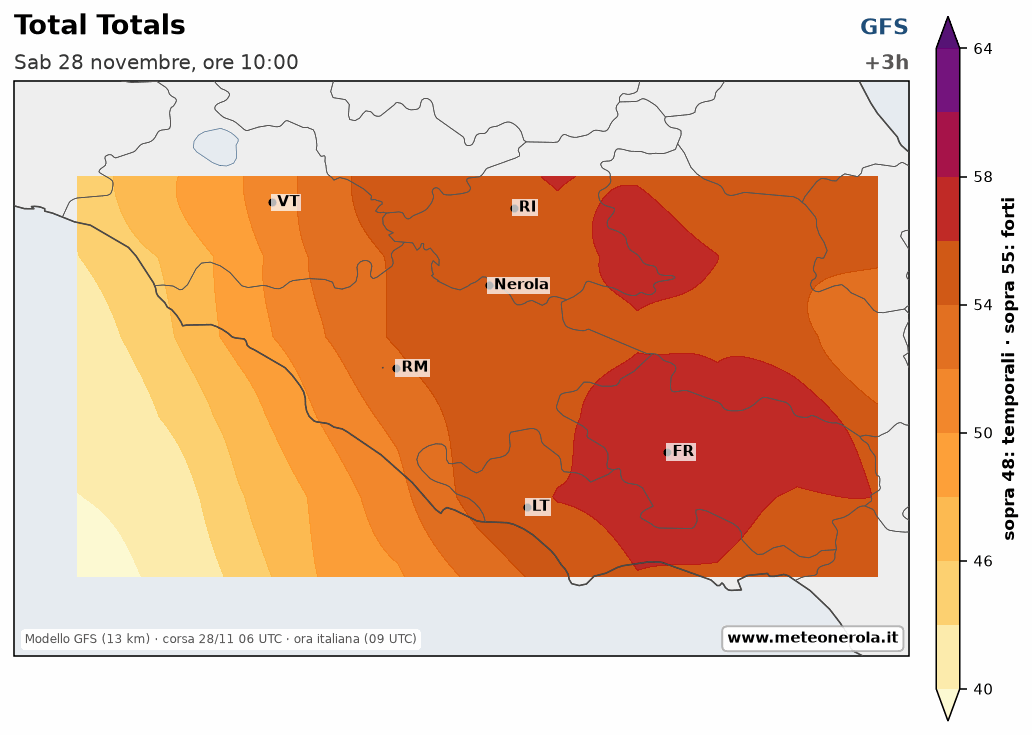 Total Totals
GFS
Sab 28 novembre, ore 10:00
+3h
VT
RI
Nerola
RM
FR
LT
Modello GFS (13 km) · corsa 28/11 06 UTC · ora italiana (09 UTC)
www.meteonerola.it
64
58
54
50
46
40
sopra 48: temporali · sopra 55: forti